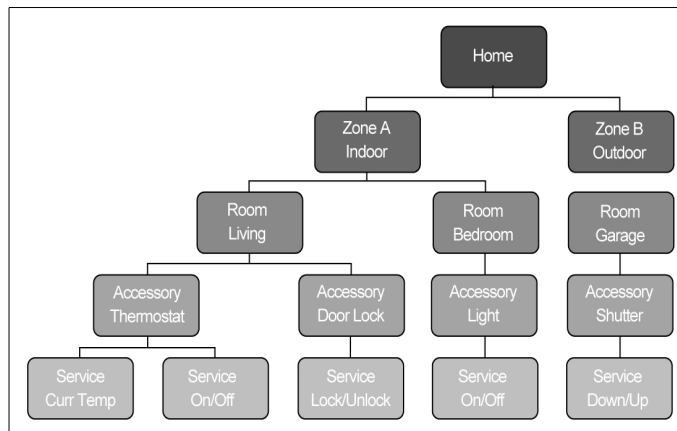 Home
Zone A
Indoor
Zone B
Outdoor
Room
Living
Room
Bedroom
Room
Garage
Accessory
Thermostat
Accessory
Door Lock
Accessory
Light
Accessory
Shutter
Service
Curr Temp
Service
On/Off
Service
Lock/Unlock
Service
On/Off
Service
Down/Up